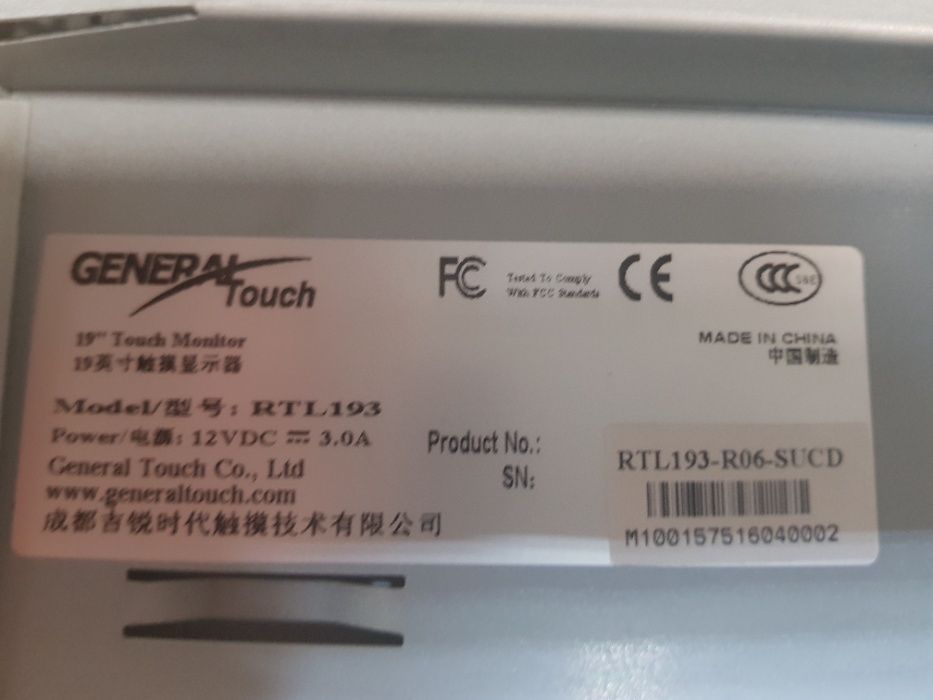 GENERAL Touch
FC Tested To Comply
With FCC Standards
CE
CCC S&E
19" Touch Monitor
19英寸触摸显示器
MADE IN CHINA
中国制造
Model/型号: RTL193
Power/电源: 12VDC ⎓ 3.0A
General Touch Co., Ltd
www.generaltouch.com
成都吉锐时代触摸技术有限公司
Product No.: RTL193-R06-SUCD
SN: M100157516040002